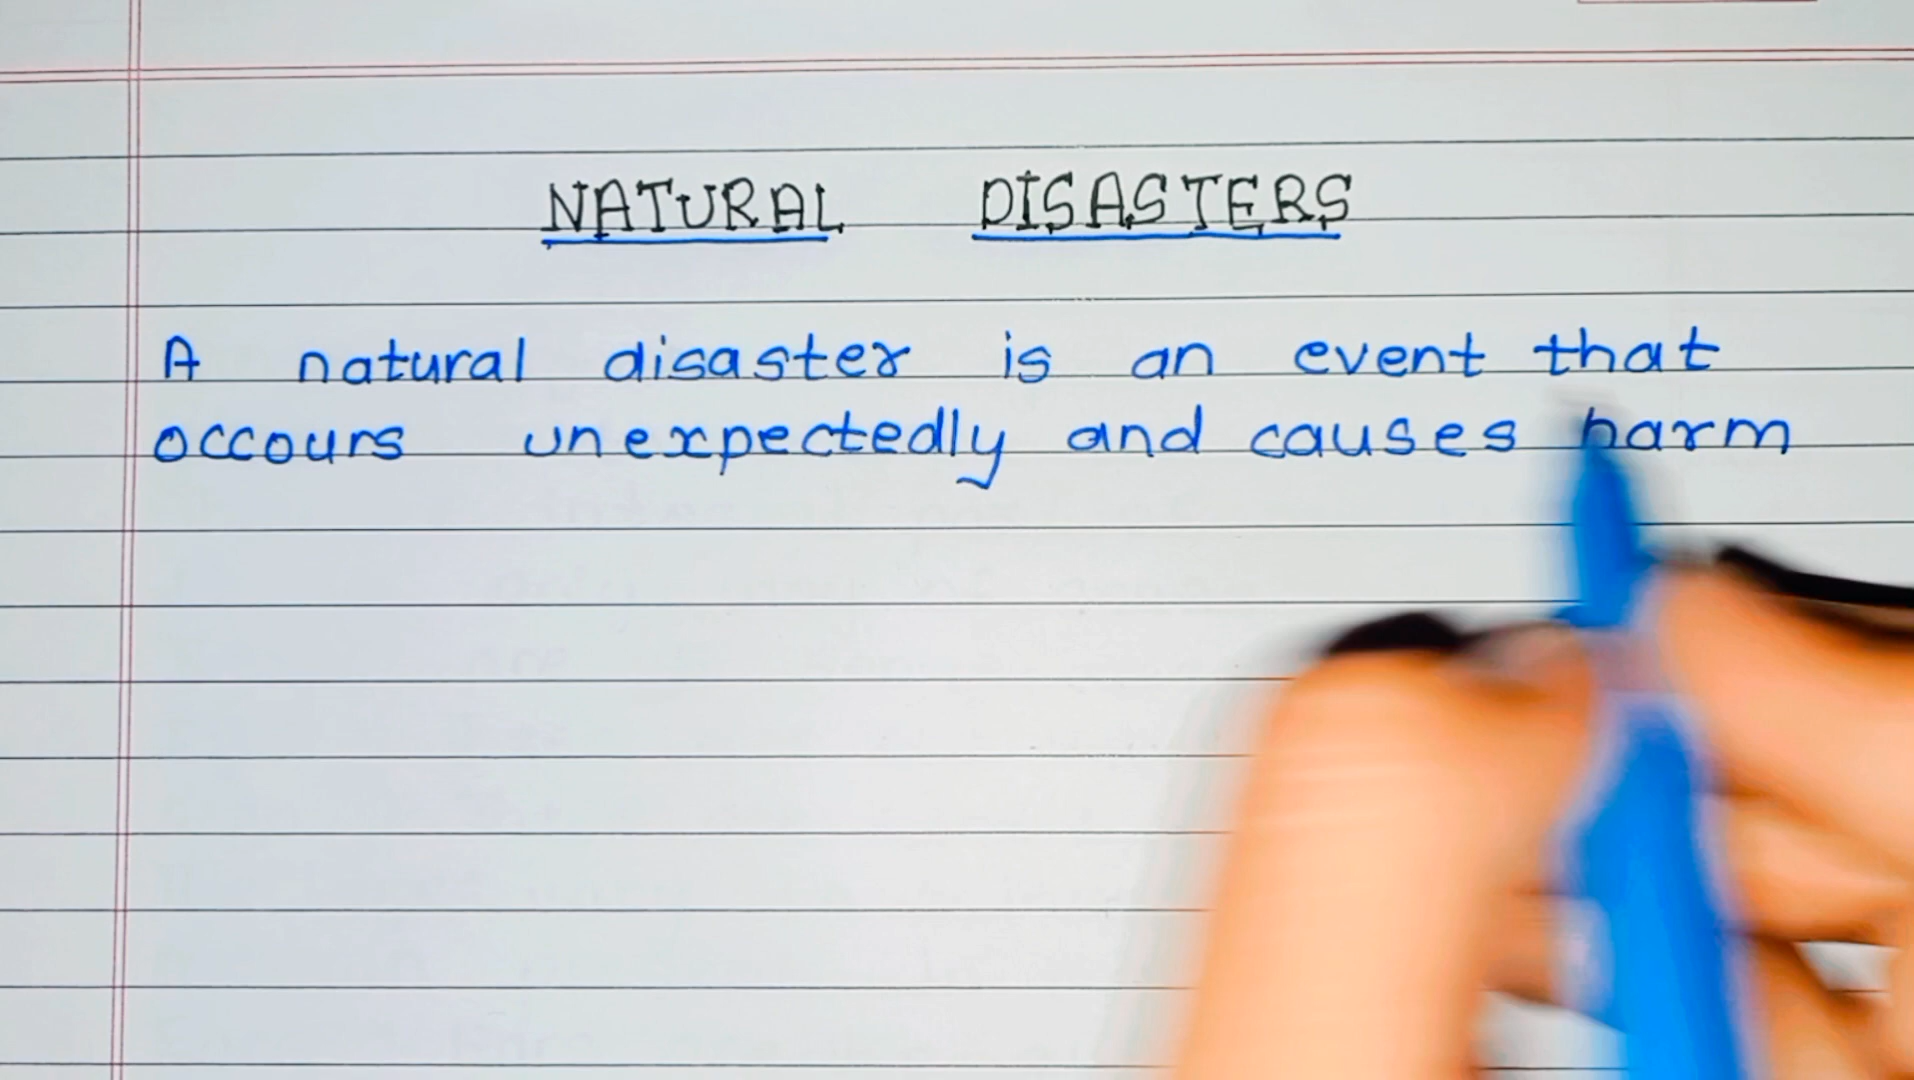 NATURAL DISASTERS
A natural disaster is an event that
occours unexpectedly and causes harm